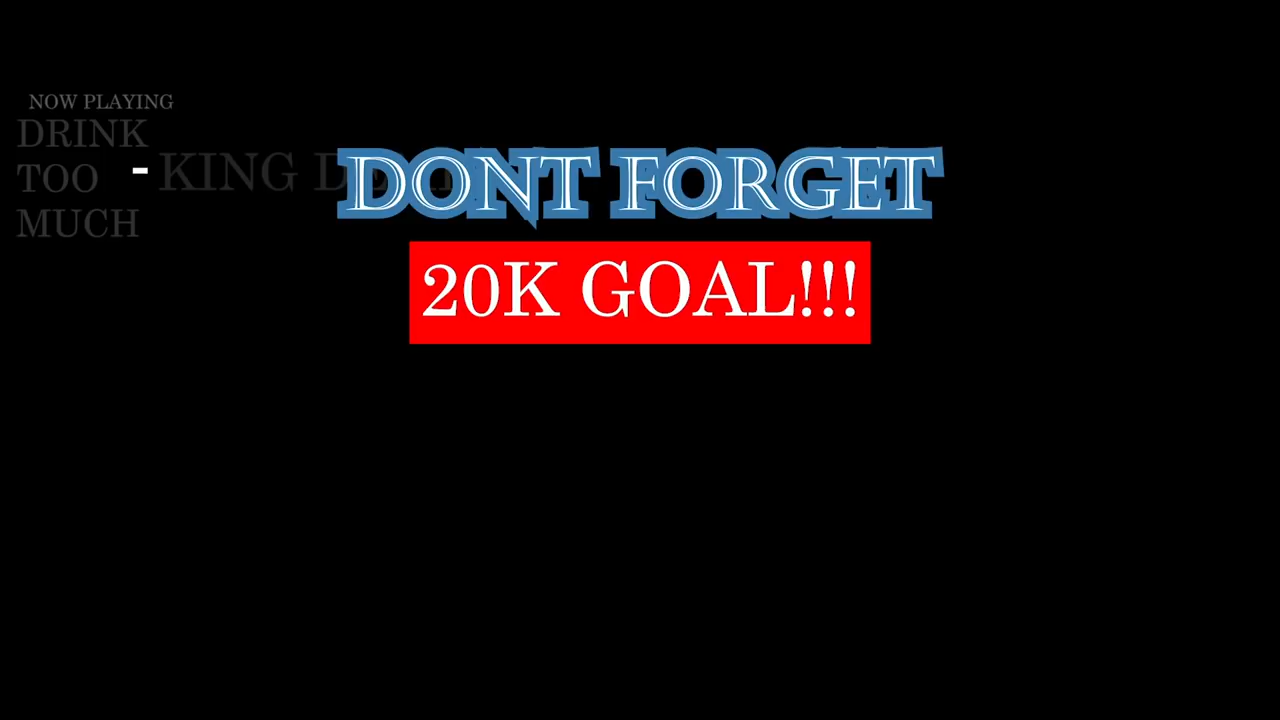 NOW PLAYING
DRINK
TOO
MUCH
- KING
DONT FORGET
20K GOAL!!!